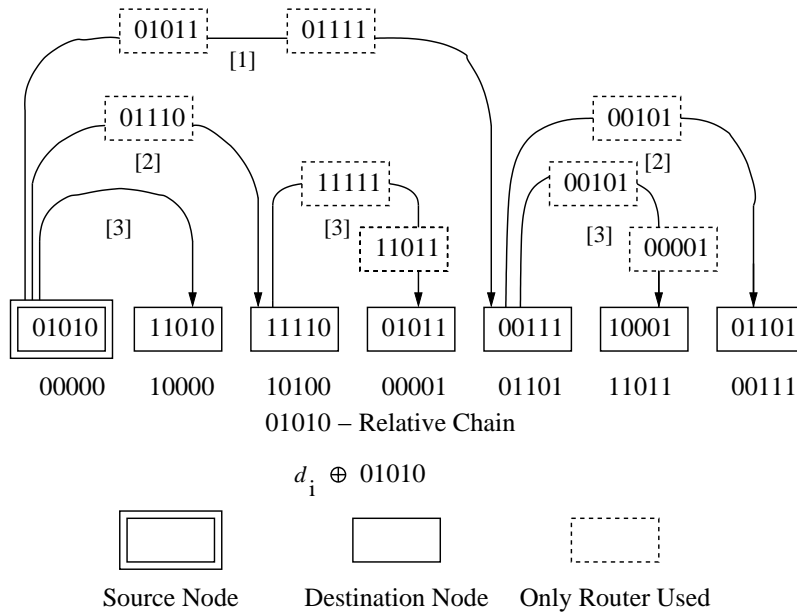 01011 01111
[1]
01110 00101
[2] [2]
11111 00101
[3] [3] [3]
11011 00001
01010 11010 11110 01011 00111 10001 01101
00000 10000 10100 00001 01101 11011 00111
01010 – Relative Chain
di ⊕ 01010
Source Node Destination Node Only Router Used